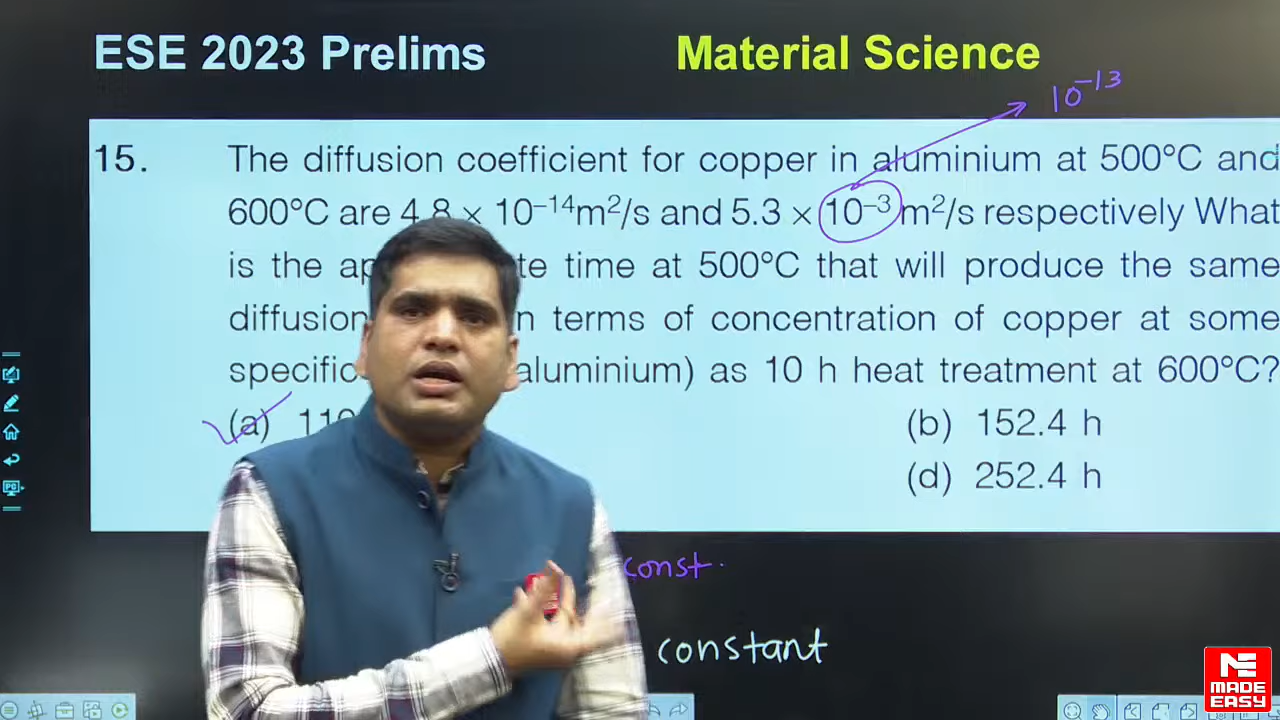 ESE 2023 Prelims
Material Science
10⁻¹³
15. The diffusion coefficient for copper in aluminium at 500°C and
600°C are 4.8 × 10⁻¹⁴m²/s and 5.3 × 10⁻³ m²/s respectively What
is the te time at 500°C that will produce the same
diffusion n terms of concentration of copper at some
specific aluminium) as 10 h heat treatment at 600°C?
(a) 110
(b) 152.4 h
(d) 252.4 h
const.
constant
MADE
EASY